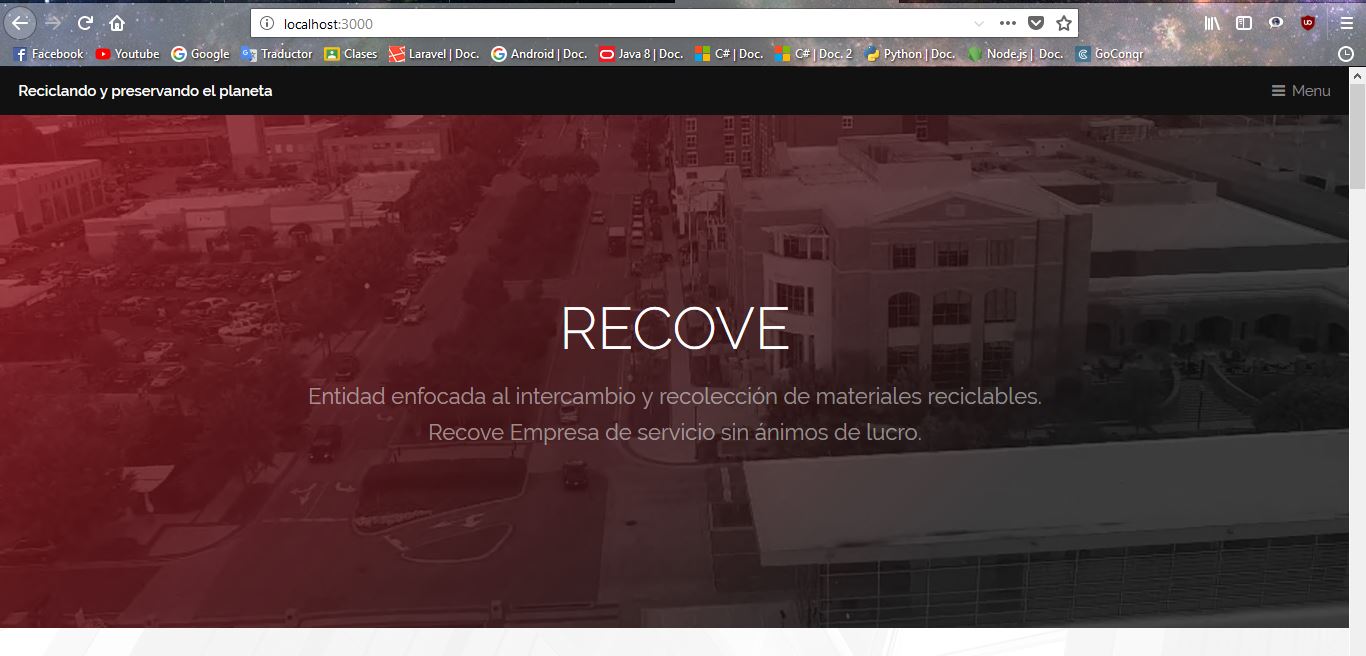 localhost:3000
Facebook Youtube Google Traductor Clases Laravel | Doc. Android | Doc. Java 8 | Doc. C# | Doc. C# | Doc. 2 Python | Doc. Node.js | Doc. GoConqr
Reciclando y preservando el planeta Menu
RECOVE
Entidad enfocada al intercambio y recolección de materiales reciclables.
Recove Empresa de servicio sin ánimos de lucro.